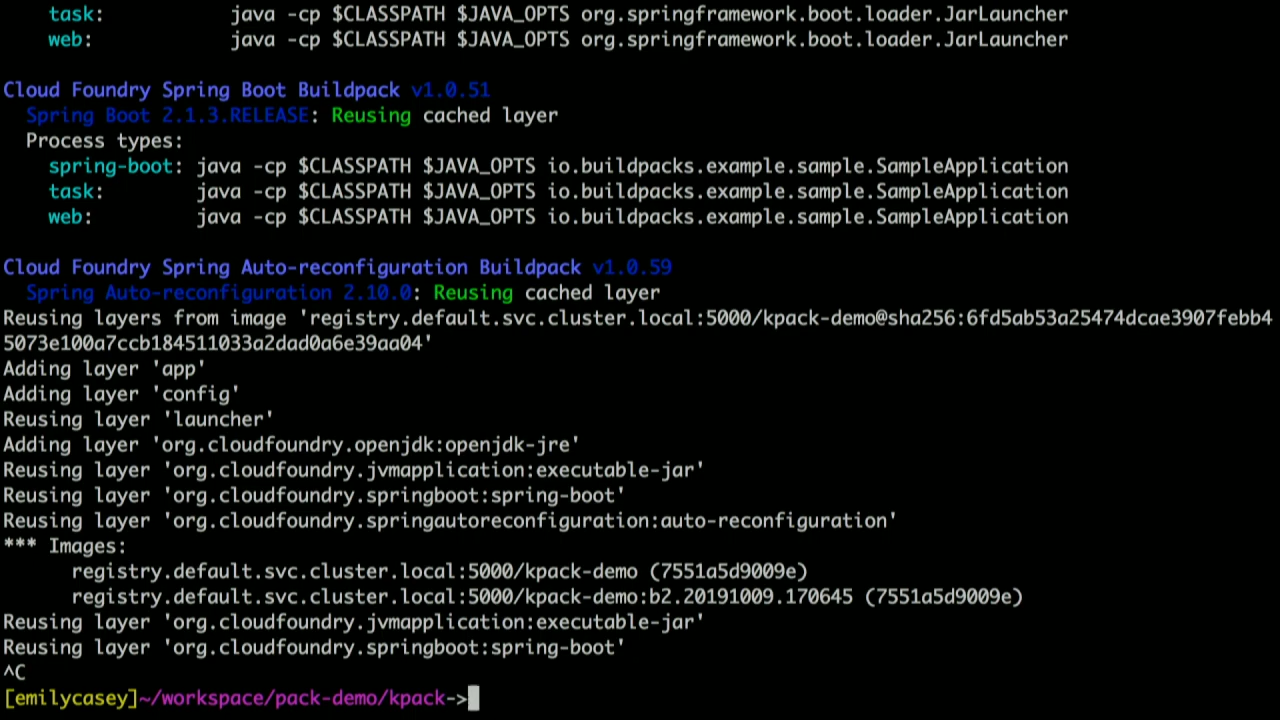 task: java -cp $CLASSPATH $JAVA_OPTS org.springframework.boot.loader.JarLauncher
web: java -cp $CLASSPATH $JAVA_OPTS org.springframework.boot.loader.JarLauncher
Cloud Foundry Spring Boot Buildpack v1.0.51
Spring Boot 2.1.3.RELEASE: Reusing cached layer
Process types:
spring-boot: java -cp $CLASSPATH $JAVA_OPTS io.buildpacks.example.sample.SampleApplication
task: java -cp $CLASSPATH $JAVA_OPTS io.buildpacks.example.sample.SampleApplication
web: java -cp $CLASSPATH $JAVA_OPTS io.buildpacks.example.sample.SampleApplication
Cloud Foundry Spring Auto-reconfiguration Buildpack v1.0.59
Spring Auto-reconfiguration 2.10.0: Reusing cached layer
Reusing layers from image 'registry.default.svc.cluster.local:5000/kpack-demo@sha256:6fd5ab53a25474dcae3907febb4
5073e100a7ccb184511033a2dad0a6e39aa04'
Adding layer 'app'
Adding layer 'config'
Reusing layer 'launcher'
Adding layer 'org.cloudfoundry.openjdk:openjdk-jre'
Reusing layer 'org.cloudfoundry.jvmapplication:executable-jar'
Reusing layer 'org.cloudfoundry.springboot:spring-boot'
Reusing layer 'org.cloudfoundry.springautoreconfiguration:auto-reconfiguration'
*** Images:
registry.default.svc.cluster.local:5000/kpack-demo (7551a5d9009e)
registry.default.svc.cluster.local:5000/kpack-demo:b2.20191009.170645 (7551a5d9009e)
Reusing layer 'org.cloudfoundry.jvmapplication:executable-jar'
Reusing layer 'org.cloudfoundry.springboot:spring-boot'
^C
[emilycasey]~/workspace/pack-demo/kpack->